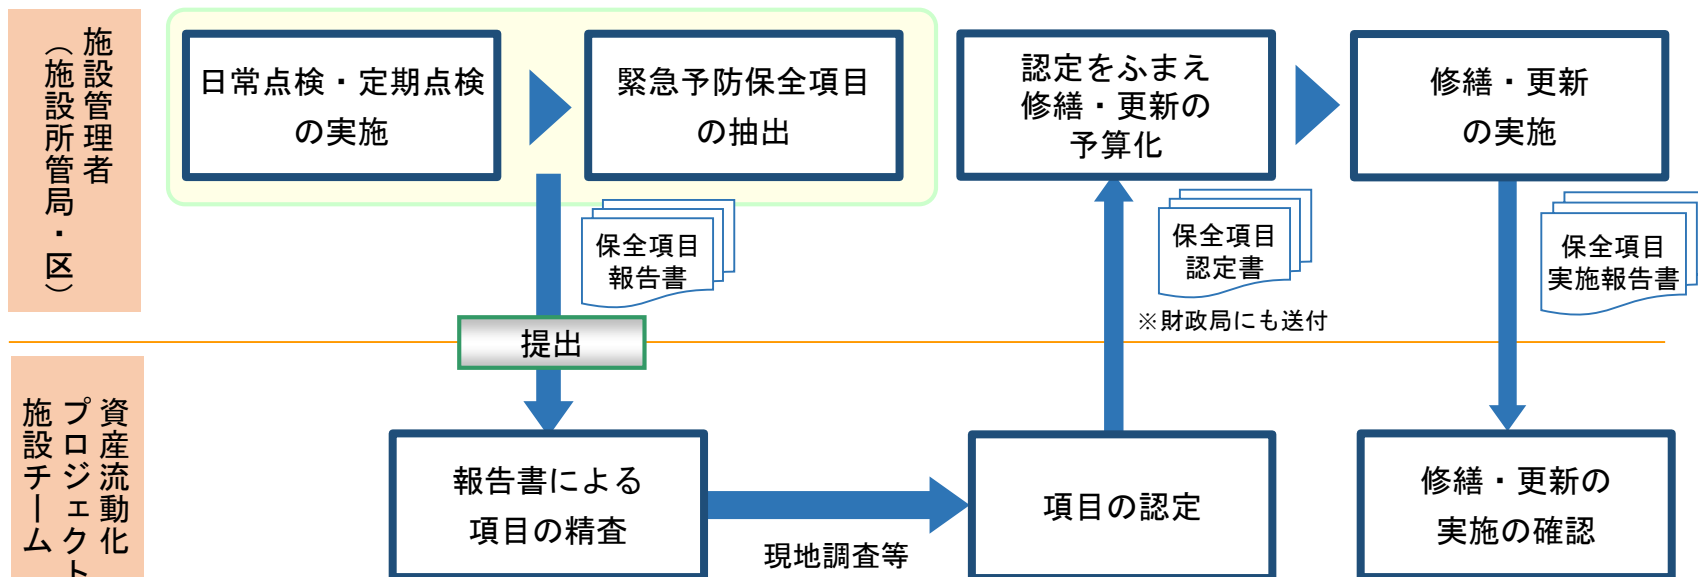 施設管理者
（施設所管局・区）
日常点検・定期点検
の実施
緊急予防保全項目
の抽出
認定をふまえ
修繕・更新の
予算化
修繕・更新
の実施
保全項目
報告書
保全項目
認定書
保全項目
実施報告書
※財政局にも送付
提出
資産流動化
プロジェクト
施設チーム
報告書による
項目の精査
現地調査等
項目の認定
修繕・更新の
実施の確認